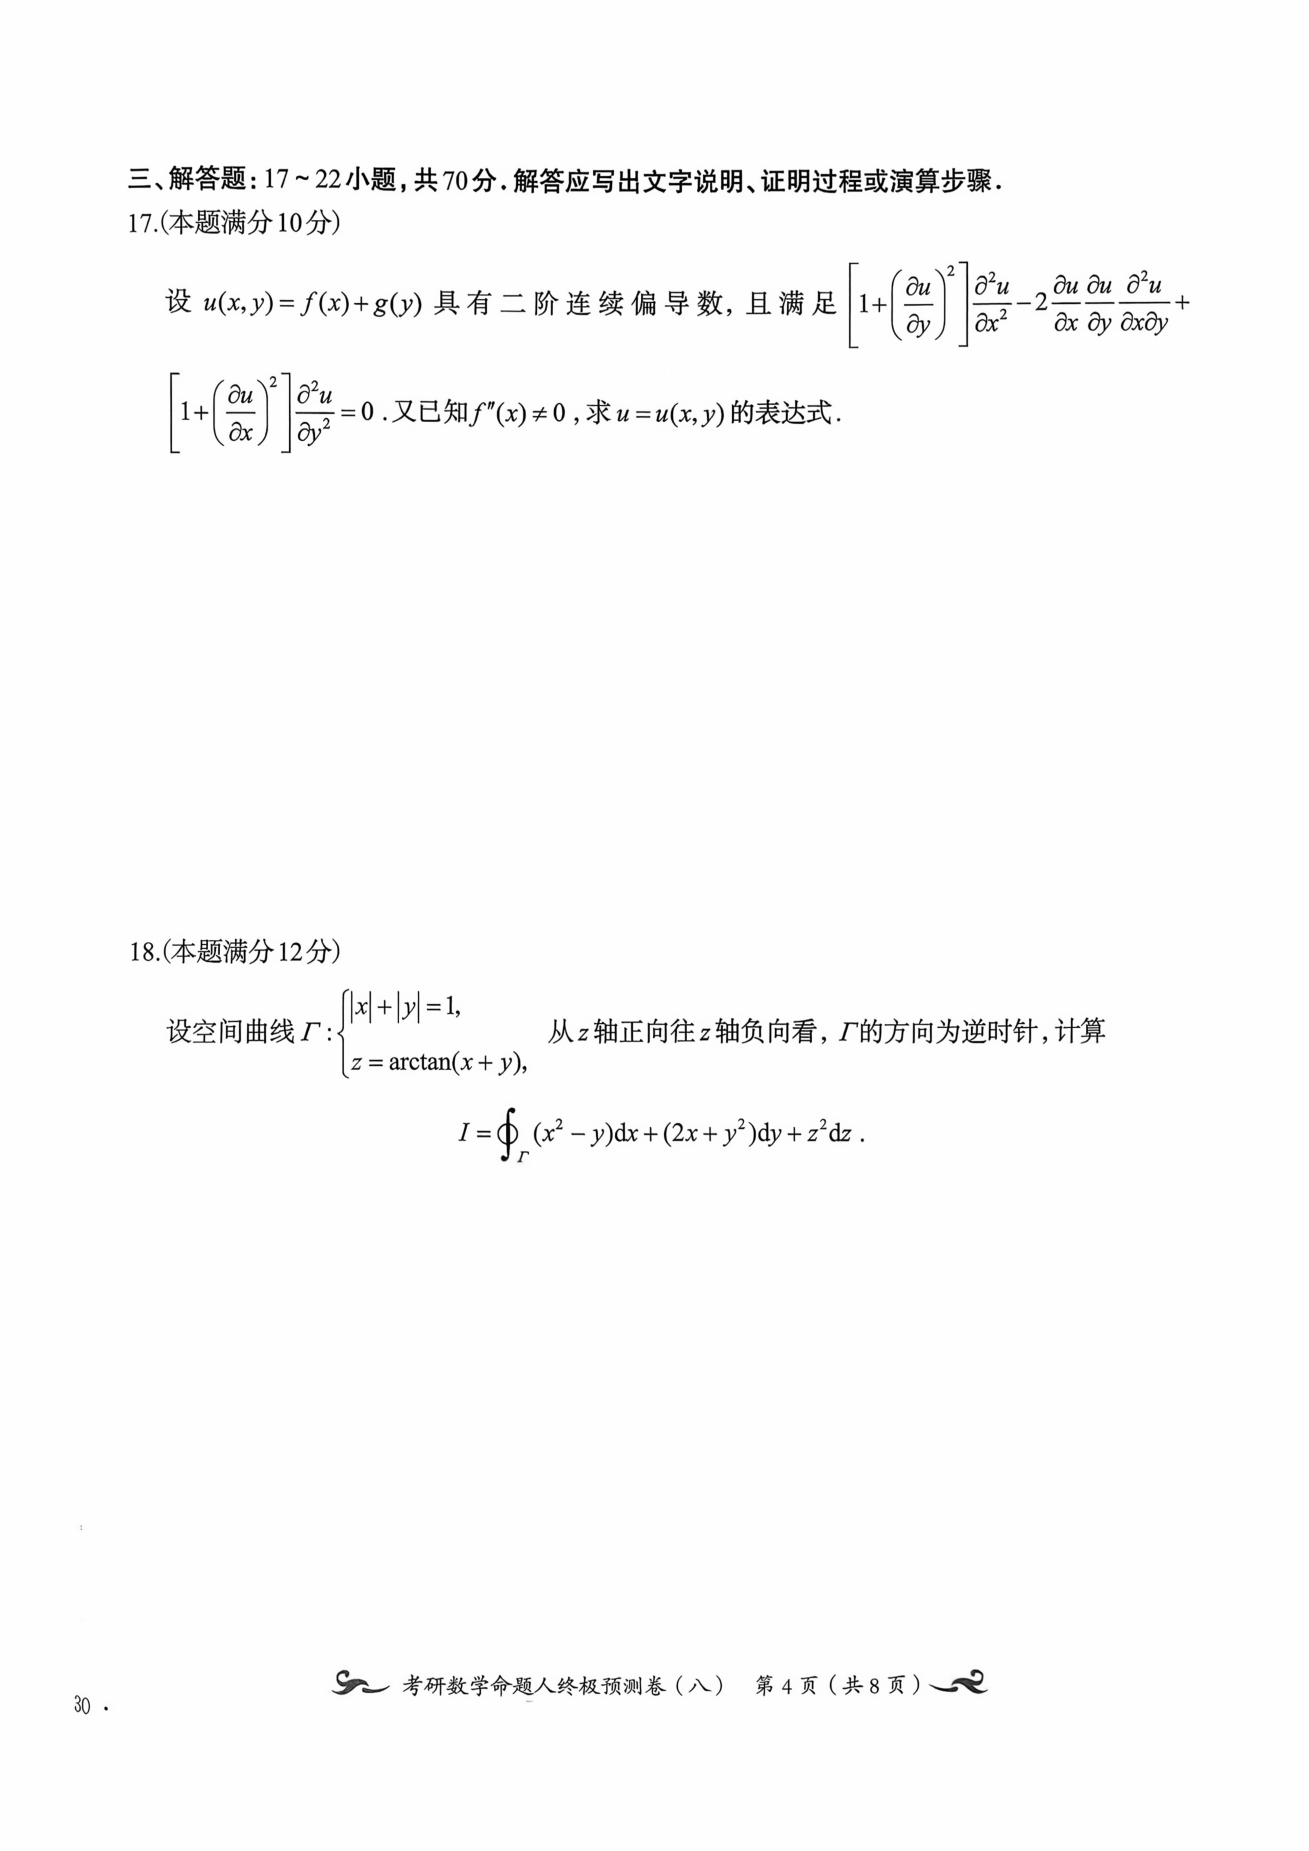 三、解答题:17~22小题,共70分.解答应写出文字说明、证明过程或演算步骤.
17.(本题满分10分)
设 u(x,y)=f(x)+g(y) 具有二阶连续偏导数, 且满足 [1+(∂u/∂y)²]∂²u/∂x²−2∂u/∂x ∂u/∂y ∂²u/∂x∂y+
[1+(∂u/∂x)²]∂²u/∂y²=0.又已知f″(x)≠0,求u=u(x,y)的表达式.
18.(本题满分12分)
设空间曲线Γ:{|x|+|y|=1, z=arctan(x+y), 从z轴正向往z轴负向看,Γ的方向为逆时针,计算
I=∮_Γ(x²−y)dx+(2x+y²)dy+z²dz.
考研数学命题人终极预测卷(八) 第4页(共8页)
30 .